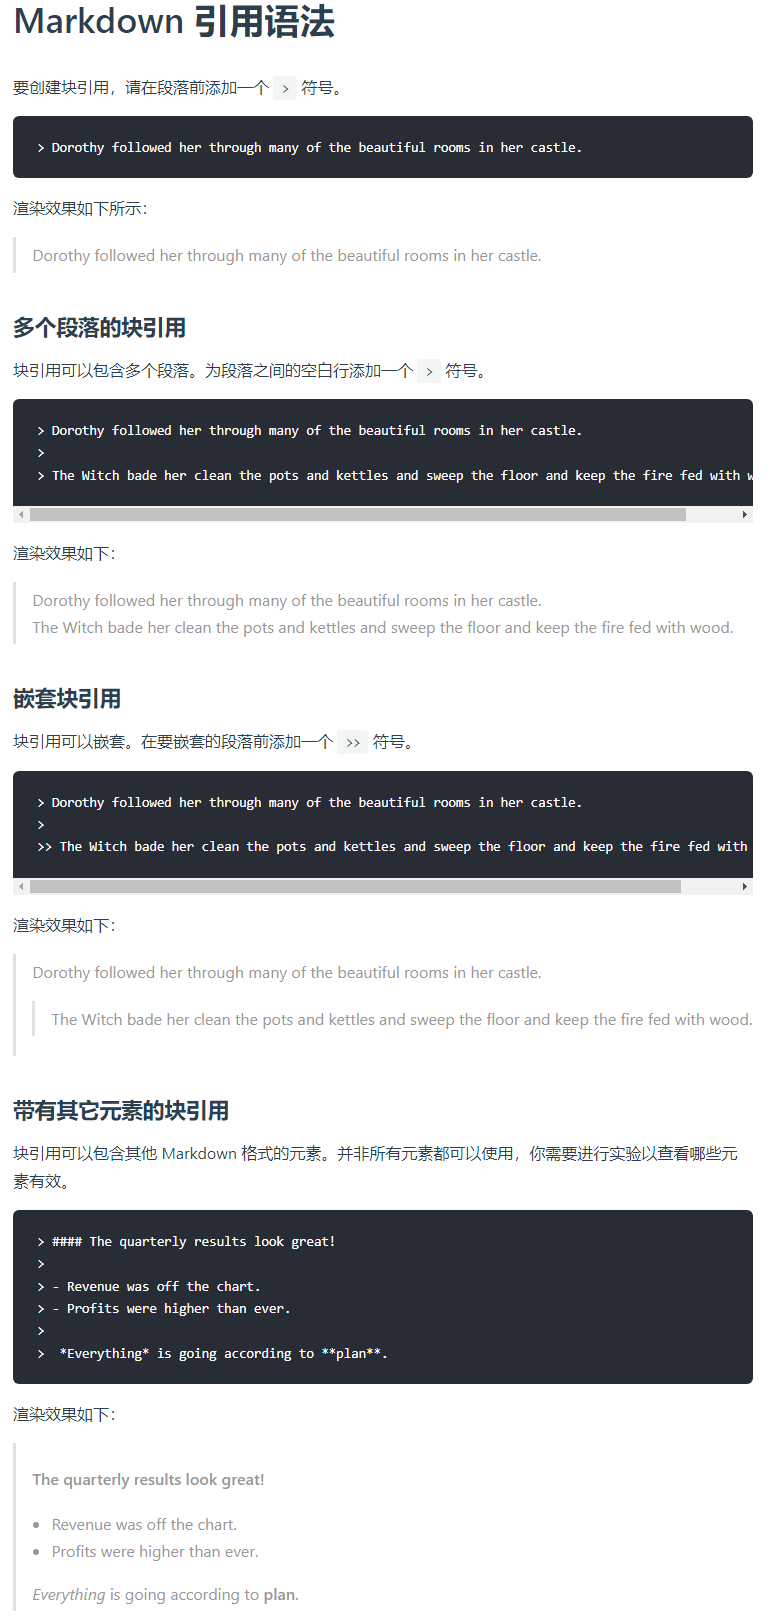 Markdown 引用语法
要创建块引用，请在段落前添加一个 > 符号。
> Dorothy followed her through many of the beautiful rooms in her castle.
渲染效果如下所示：
Dorothy followed her through many of the beautiful rooms in her castle.
多个段落的块引用
块引用可以包含多个段落。为段落之间的空白行添加一个 > 符号。
> Dorothy followed her through many of the beautiful rooms in her castle.
>
> The Witch bade her clean the pots and kettles and sweep the floor and keep the fire fed with w
渲染效果如下：
Dorothy followed her through many of the beautiful rooms in her castle.
The Witch bade her clean the pots and kettles and sweep the floor and keep the fire fed with wood.
嵌套块引用
块引用可以嵌套。在要嵌套的段落前添加一个 >> 符号。
> Dorothy followed her through many of the beautiful rooms in her castle.
>
>> The Witch bade her clean the pots and kettles and sweep the floor and keep the fire fed with
渲染效果如下：
Dorothy followed her through many of the beautiful rooms in her castle.
The Witch bade her clean the pots and kettles and sweep the floor and keep the fire fed with wood.
带有其它元素的块引用
块引用可以包含其他 Markdown 格式的元素。并非所有元素都可以使用，你需要进行实验以查看哪些元
素有效。
> #### The quarterly results look great!
>
> - Revenue was off the chart.
> - Profits were higher than ever.
>
>  *Everything* is going according to **plan**.
渲染效果如下：
The quarterly results look great!
• Revenue was off the chart.
• Profits were higher than ever.
Everything is going according to plan.